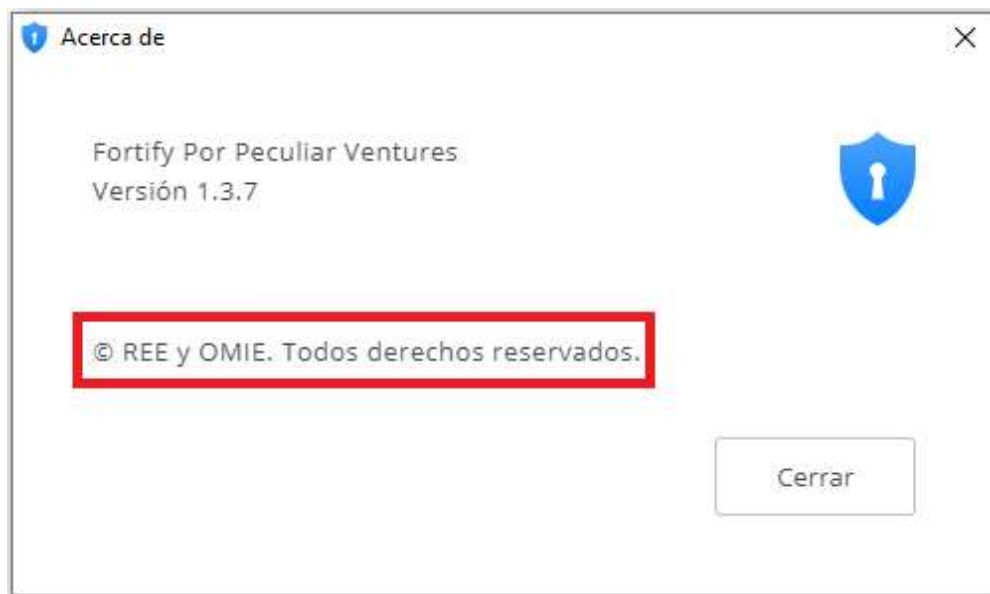 Acerca de
Fortify Por Peculiar Ventures
Versión 1.3.7
© REE y OMIE. Todos derechos reservados.
Cerrar